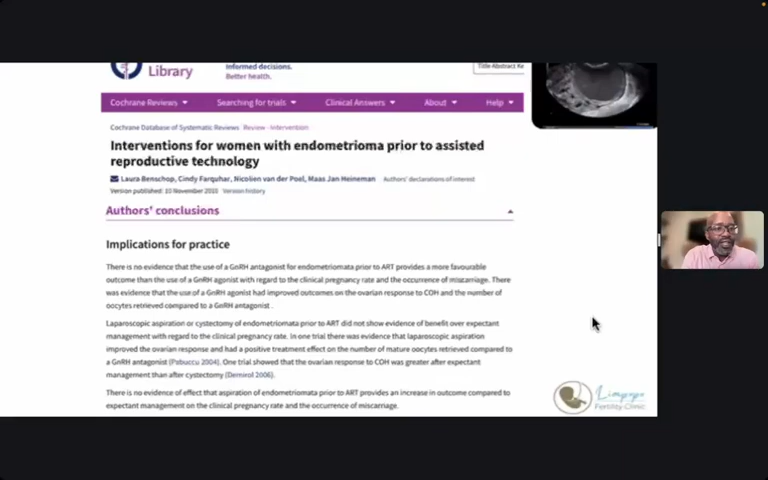 Library
Informed decisions.
Better health.
Title Abstract Ke
Cochrane Reviews
Searching for trials
Clinical Answers
About
Help
Cochrane Database of Systematic Reviews Review - Intervention
Interventions for women with endometrioma prior to assisted
reproductive technology
Laura Benschop, Cindy Farquhar, Nicolien van der Poel, Maas Jan Heineman Authors' declarations of interest
Version published: 10 November 2010 Version history
Authors' conclusions
Implications for practice
There is no evidence that the use of a GnRH antagonist for endometriomata prior to ART provides a more favourable
outcome than the use of a GnRH agonist with regard to the clinical pregnancy rate and the occurrence of miscarriage. There
was evidence that the use of a GnRH agonist had improved outcomes on the ovarian response to COH and the number of
oocytes retrieved compared to a GnRH antagonist .
Laparoscopic aspiration or cystectomy of endometriomata prior to ART did not show evidence of benefit over expectant
management with regard to the clinical pregnancy rate. In one trial there was evidence that laparoscopic aspiration
improved the ovarian response and had a positive treatment effect on the number of mature oocytes retrieved compared to
a GnRH antagonist (Pabuccu 2004). One trial showed that the ovarian response to COH was greater after expectant
management than after cystectomy (Demirol 2006).
There is no evidence of effect that aspiration of endometriomata prior to ART provides an increase in outcome compared to
expectant management on the clinical pregnancy rate and the occurrence of miscarriage.
Limpopo
Fertility Clinic